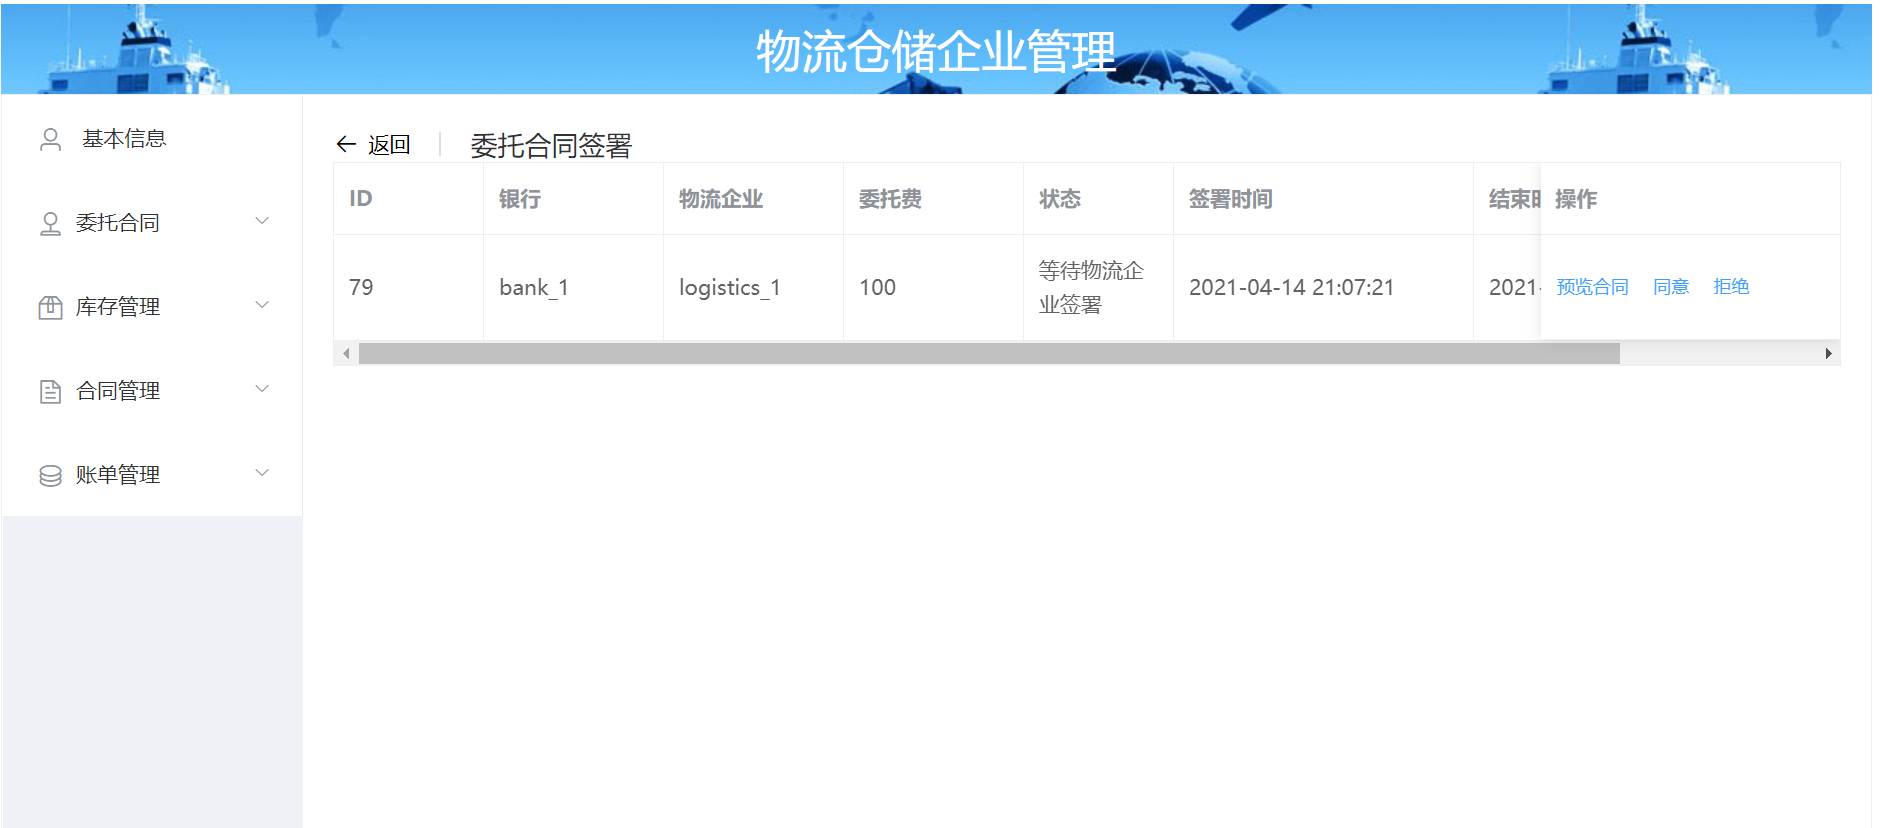 物流仓储企业管理
基本信息
委托合同
库存管理
合同管理
账单管理
返回
委托合同签署
ID 银行 物流企业 委托费 状态 签署时间 结束 操作
79 bank_1 logistics_1 100 等待物流企业签署 2021-04-14 21:07:21 2021- 预览合同 同意 拒绝